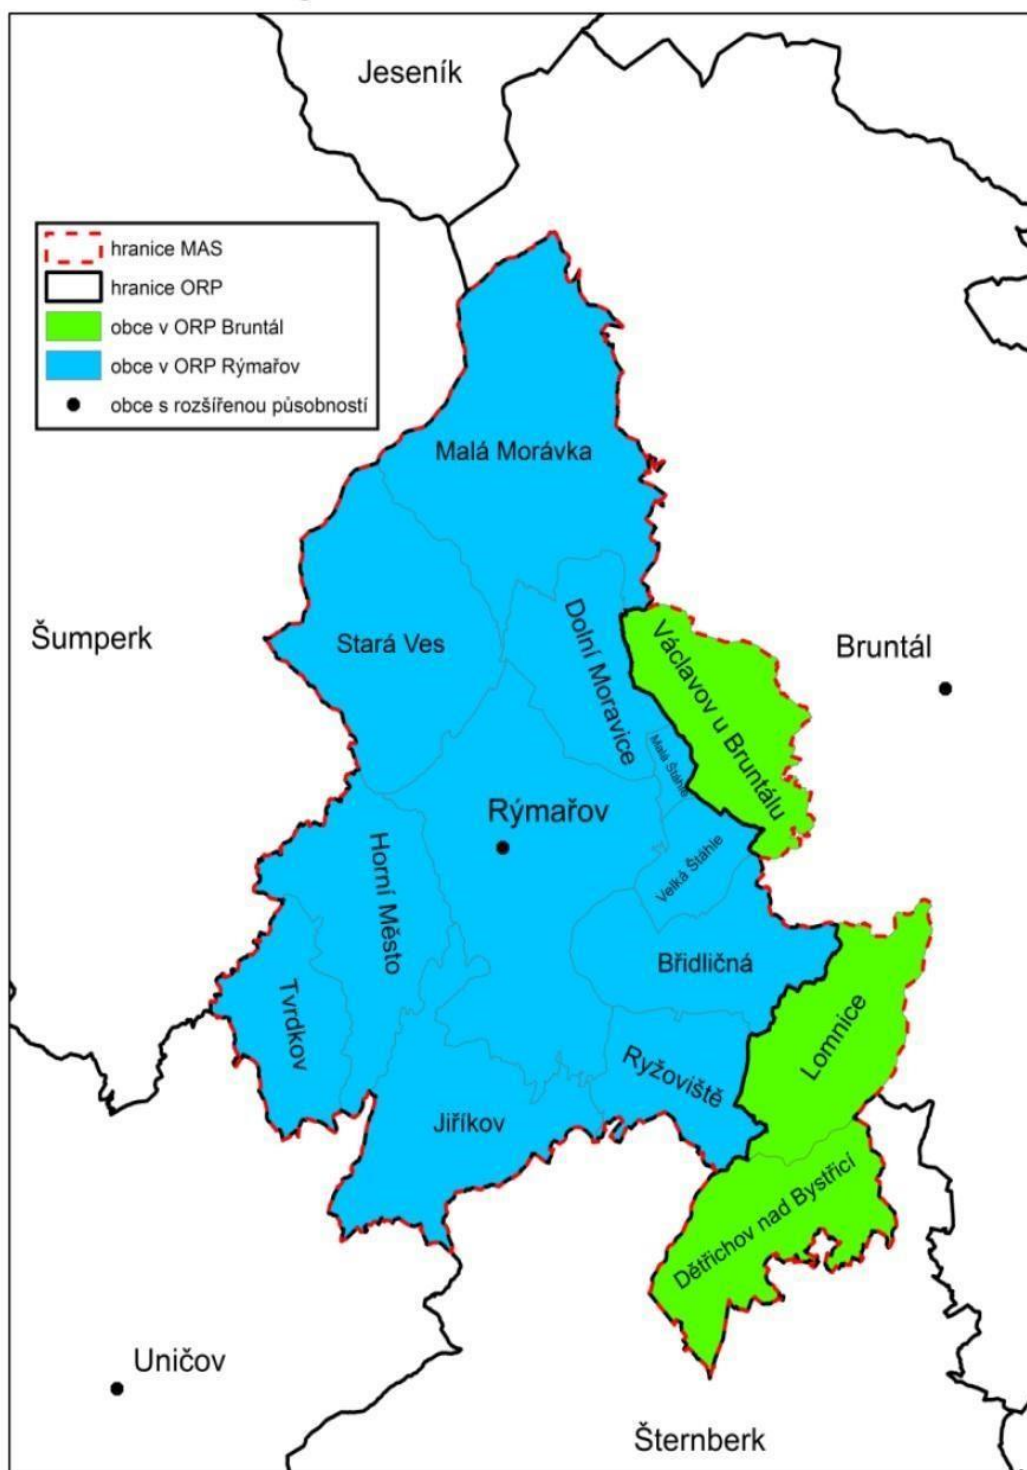 Jeseník
hranice MAS
hranice ORP
obce v ORP Bruntál
obce v ORP Rýmařov
obce s rozšířenou působností
Malá Morávka
Šumperk
Stará Ves
Dolní Moravice
Václavov u Bruntálu
Bruntál
Malá Štáhle
Rýmařov
Horní Město
Velká Štáhle
Břidličná
Tvrdkov
Lomnice
Ryžoviště
Jiříkov
Dětřichov nad Bystřicí
Uničov
Šternberk